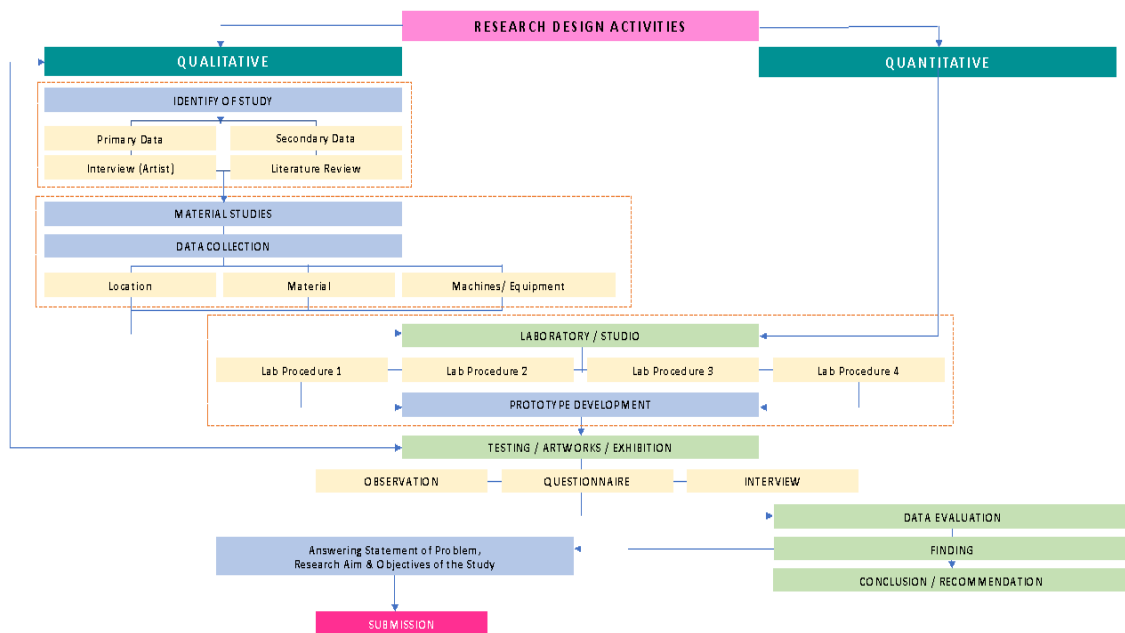 RESEARCH DESIGN ACTIVITIES
QUALITATIVE
QUANTITATIVE
IDENTIFY OF STUDY
Primary Data
Secondary Data
Interview (Artist)
Literature Review
MATERIAL STUDIES
DATA COLLECTION
Location
Material
Machines/ Equipment
LABORATORY / STUDIO
Lab Procedure 1
Lab Procedure 2
Lab Procedure 3
Lab Procedure 4
PROTOTYPE DEVELOPMENT
TESTING / ARTWORKS / EXHIBITION
OBSERVATION
QUESTIONNAIRE
INTERVIEW
DATA EVALUATION
Answering Statement of Problem,
Research Aim & Objectives of the Study
FINDING
CONCLUSION / RECOMMENDATION
SUBMISSION